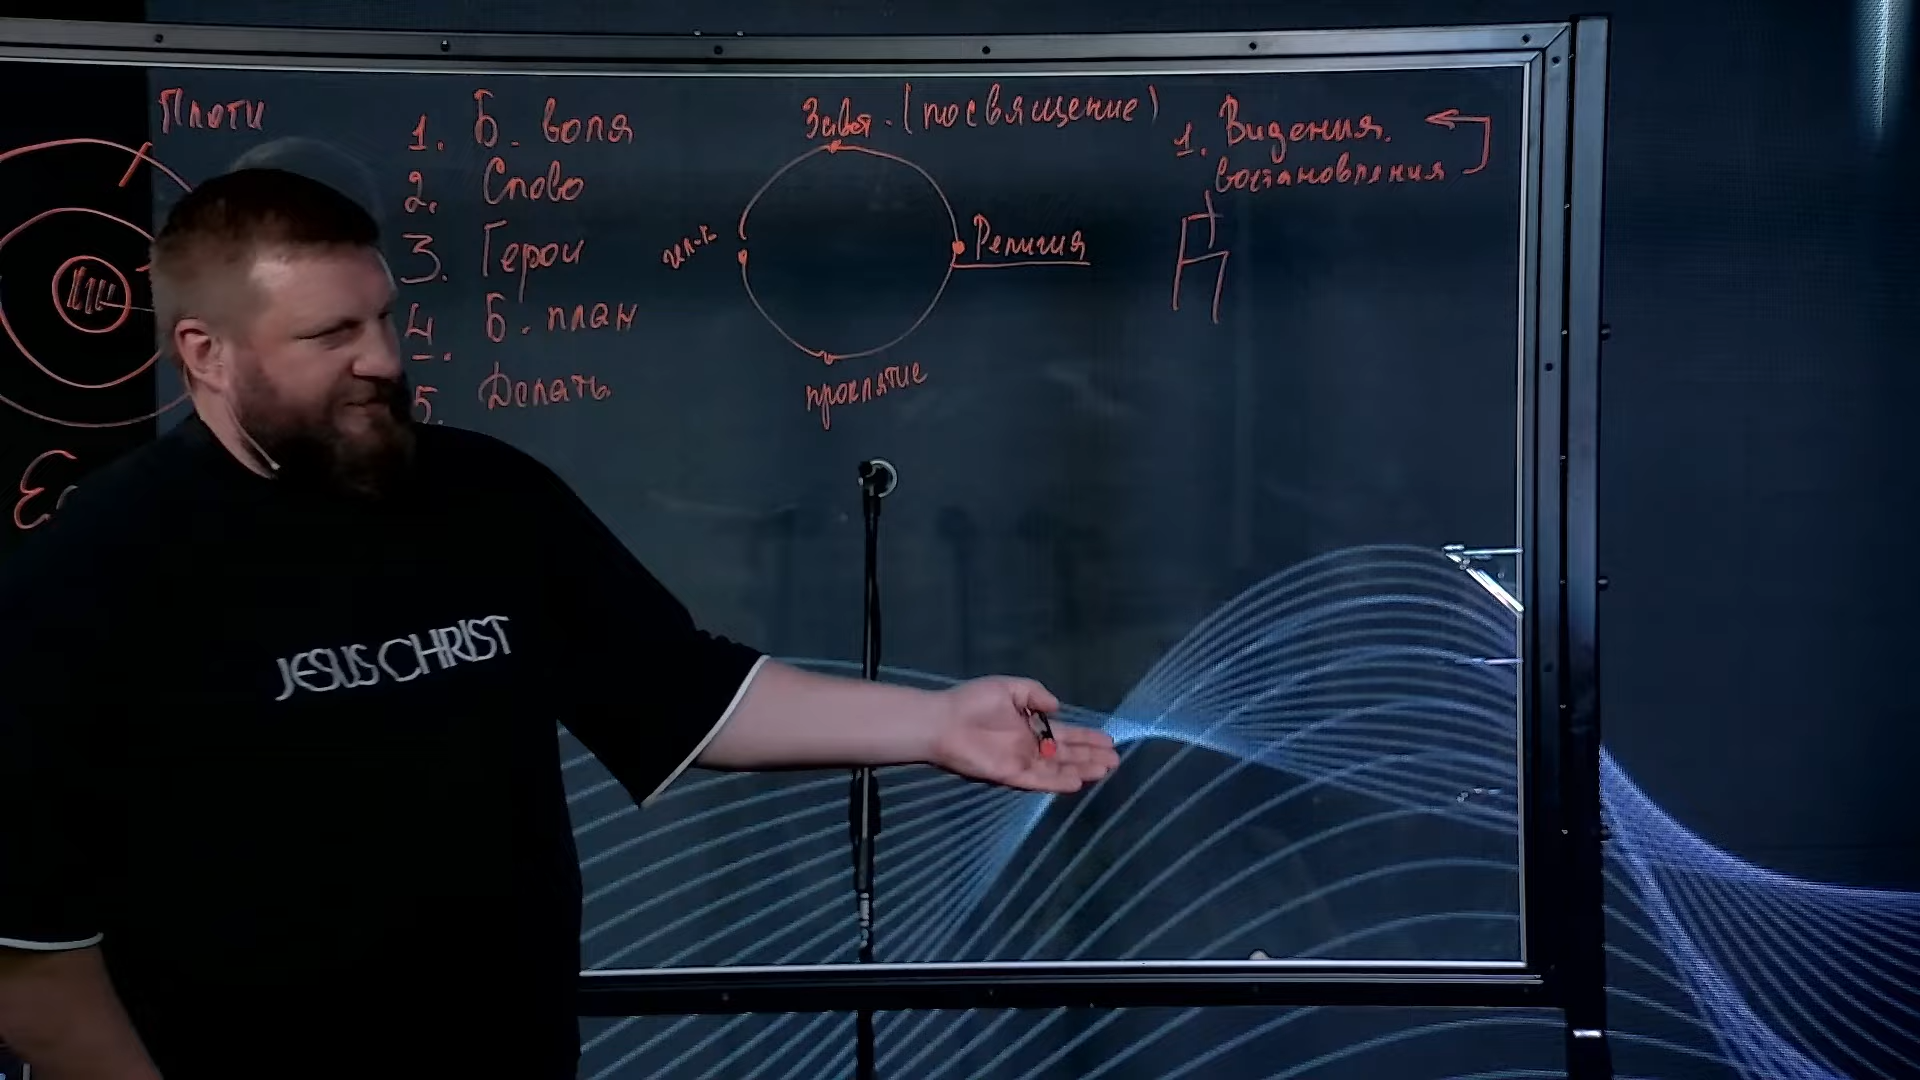 Плоти
1. Б. воля
2. Слово
3. Герои
4. Б. план
5. Делать
Завет. (посвящение)
Религия
проклятие
1. Видения.
востановления
JESUS CHRIST